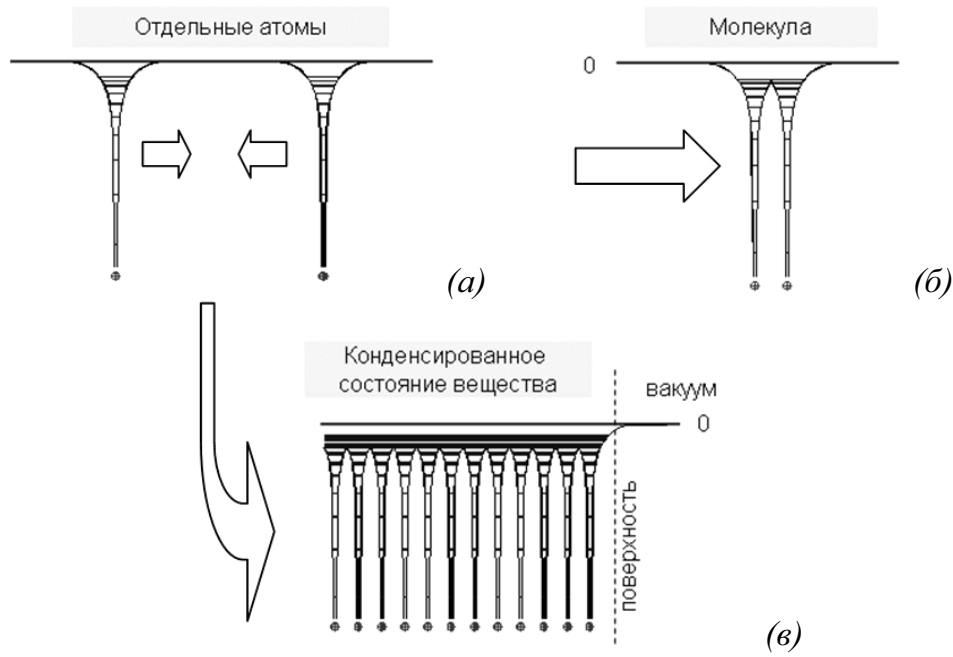 Отдельные атомы
Молекула
0
(а)
(б)
Конденсированное
состояние вещества
вакуум
0
поверхность
(в)